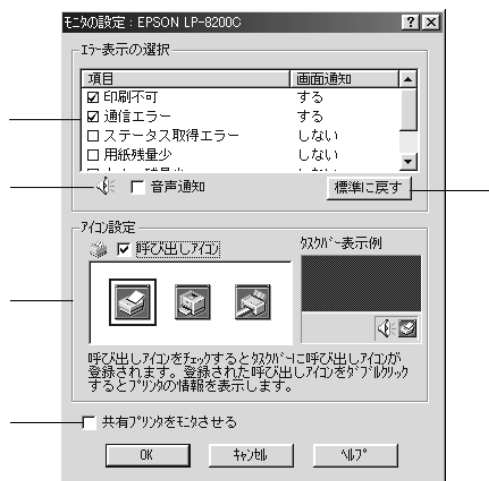 ﾓﾆﾀの設定 : EPSON LP-8200C
ｴﾗｰ表示の選択
項目 画面通知
印刷不可 する
通信エラー する
ステータス取得エラー しない
用紙残量少 しない
音声通知
標準に戻す
ｱｲｺﾝ設定
呼び出しｱｲｺﾝ
ﾀｽｸﾊﾞｰ表示例
呼び出しｱｲｺﾝをﾁｪｯｸするとﾀｽｸﾊﾞｰに呼び出しｱｲｺﾝが
登録されます。登録された呼び出しｱｲｺﾝをﾀﾞﾌﾞﾙｸﾘｯｸ
するとﾌﾟﾘﾝﾀの情報を表示します。
共有ﾌﾟﾘﾝﾀをﾓﾆﾀさせる
OK ｷｬﾝｾﾙ ﾍﾙﾌﾟ